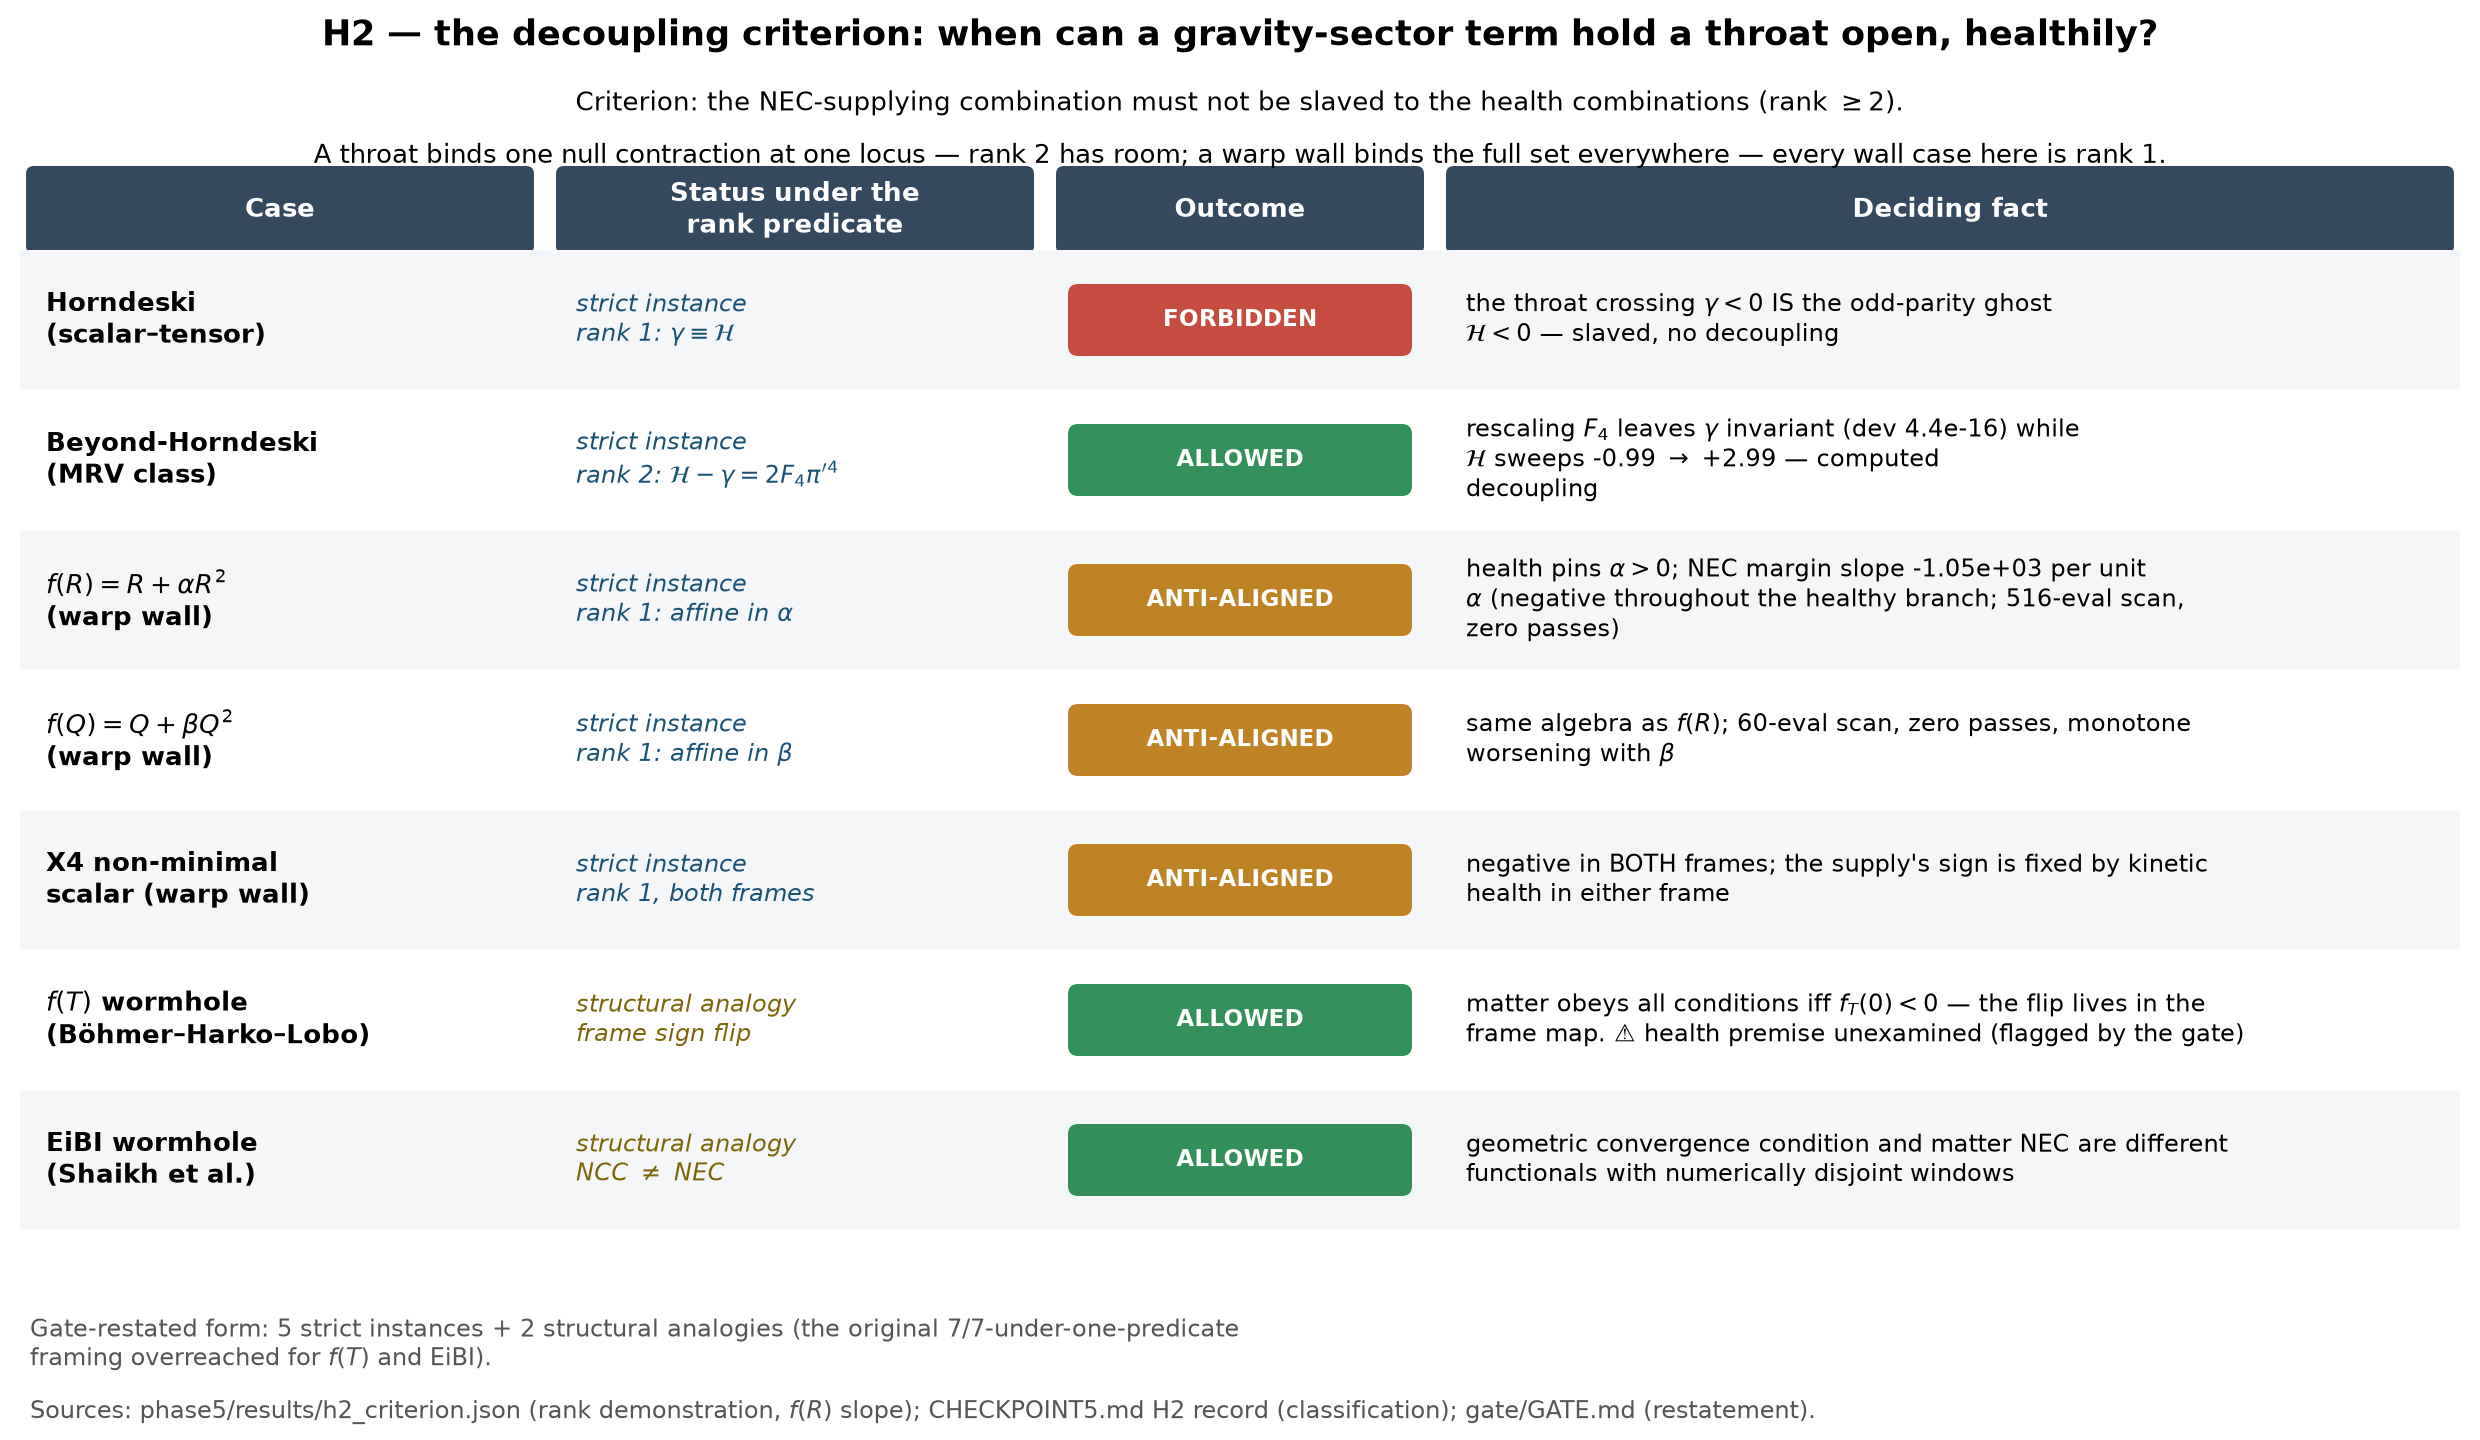 H2 — the decoupling criterion: when can a gravity-sector term hold a throat open, healthily?
Criterion: the NEC-supplying combination must not be slaved to the health combinations (rank ≥ 2).
A throat binds one null contraction at one locus — rank 2 has room; a warp wall binds the full set everywhere — every wall case here is rank 1.
Case
Status under the
rank predicate
Outcome
Deciding fact
Horndeski
(scalar–tensor)
strict instance
rank 1: γ ≡ ℋ
FORBIDDEN
the throat crossing γ < 0 IS the odd-parity ghost
ℋ < 0 — slaved, no decoupling
Beyond-Horndeski
(MRV class)
strict instance
rank 2: ℋ − γ = 2F₄π′⁴
ALLOWED
rescaling F₄ leaves γ invariant (dev 4.4e-16) while
ℋ sweeps -0.99 → +2.99 — computed
decoupling
f(R) = R + αR²
(warp wall)
strict instance
rank 1: affine in α
ANTI-ALIGNED
health pins α > 0; NEC margin slope -1.05e+03 per unit
α (negative throughout the healthy branch; 516-eval scan,
zero passes)
f(Q) = Q + βQ²
(warp wall)
strict instance
rank 1: affine in β
ANTI-ALIGNED
same algebra as f(R); 60-eval scan, zero passes, monotone
worsening with β
X4 non-minimal
scalar (warp wall)
strict instance
rank 1, both frames
ANTI-ALIGNED
negative in BOTH frames; the supply's sign is fixed by kinetic
health in either frame
f(T) wormhole
(Böhmer–Harko–Lobo)
structural analogy
frame sign flip
ALLOWED
matter obeys all conditions iff f_T(0) < 0 — the flip lives in the
frame map. ⚠ health premise unexamined (flagged by the gate)
EiBI wormhole
(Shaikh et al.)
structural analogy
NCC ≠ NEC
ALLOWED
geometric convergence condition and matter NEC are different
functionals with numerically disjoint windows
Gate-restated form: 5 strict instances + 2 structural analogies (the original 7/7-under-one-predicate
framing overreached for f(T) and EiBI).
Sources: phase5/results/h2_criterion.json (rank demonstration, f(R) slope); CHECKPOINT5.md H2 record (classification); gate/GATE.md (restatement).